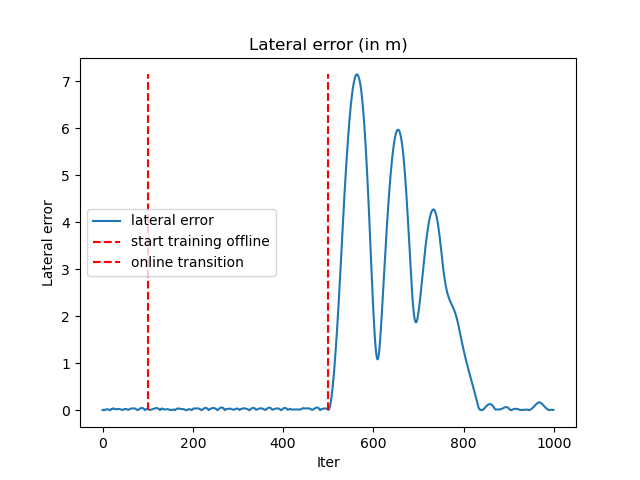 Lateral error (in m)
7
6
5
4
3
2
1
0
Lateral error
lateral error
start training offline
online transition
0 200 400 600 800 1000
Iter